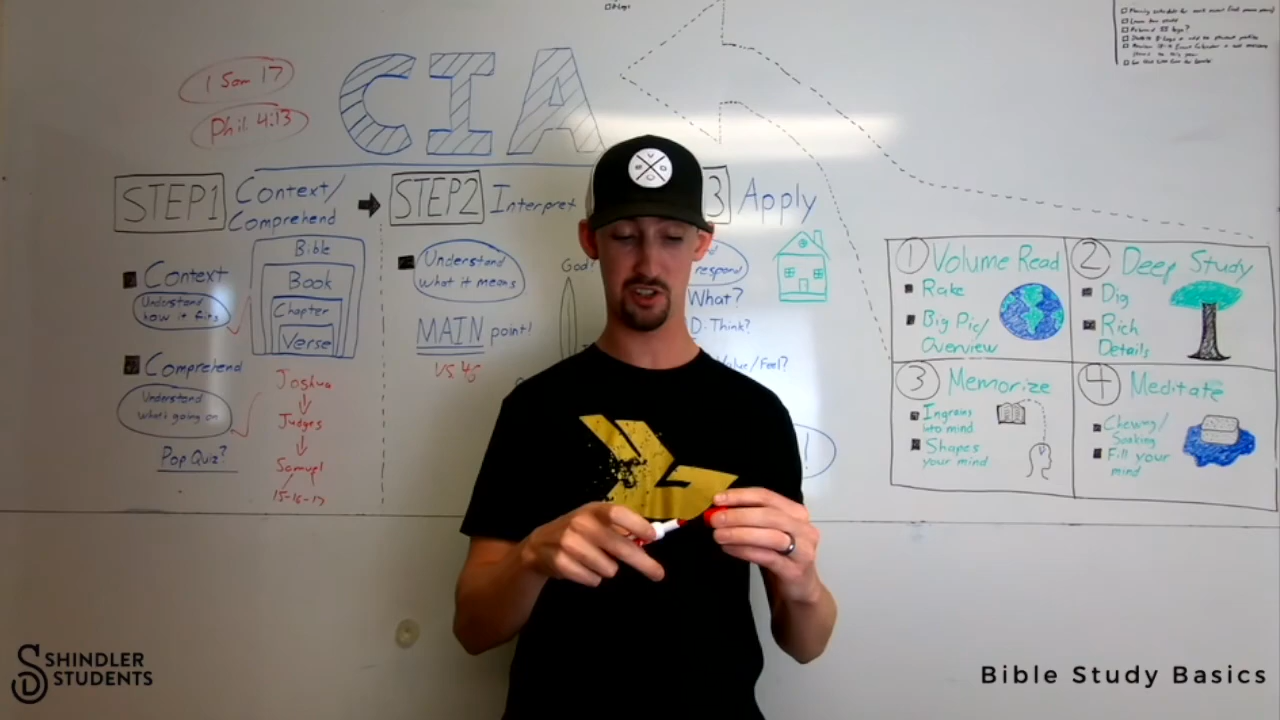 1 Sam 17
Phil. 4:13
CIA
STEP1
Context/
Comprehend
STEP2
Interpret
3
Apply
Context
Understand
how it fits
Comprehend
Understand
what's going on
Pop Quiz?
Bible
Book
Chapter
Verse
Joshua
Judges
Samuel
15-16-17
Understand
what it means
MAIN point!
vs. 45
God?
respond
What?
D-Think?
Value/Feel?
1 Volume Read
Rake
Big Pic/
Overview
2 Deep Study
Dig
Rich
Details
3 Memorize
Ingrains
into mind
Shapes
your mind
4 Meditate
Chewing/
Soaking
Fill your
mind
SHINDLER
STUDENTS
Bible Study Basics